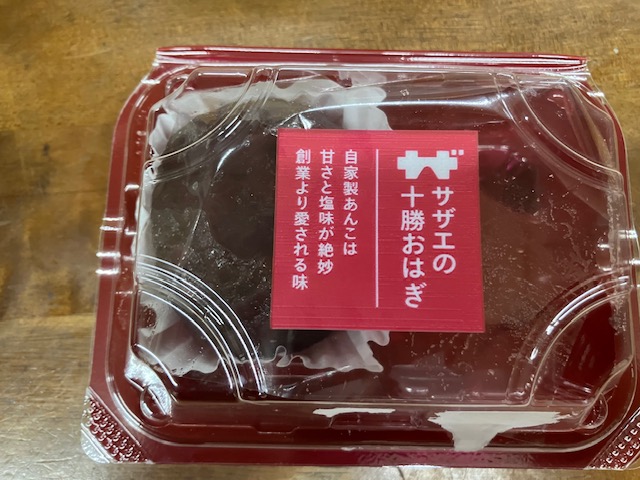 サザエの
十勝おはぎ
自家製あんこは
甘さと塩味が絶妙
創業より愛される味